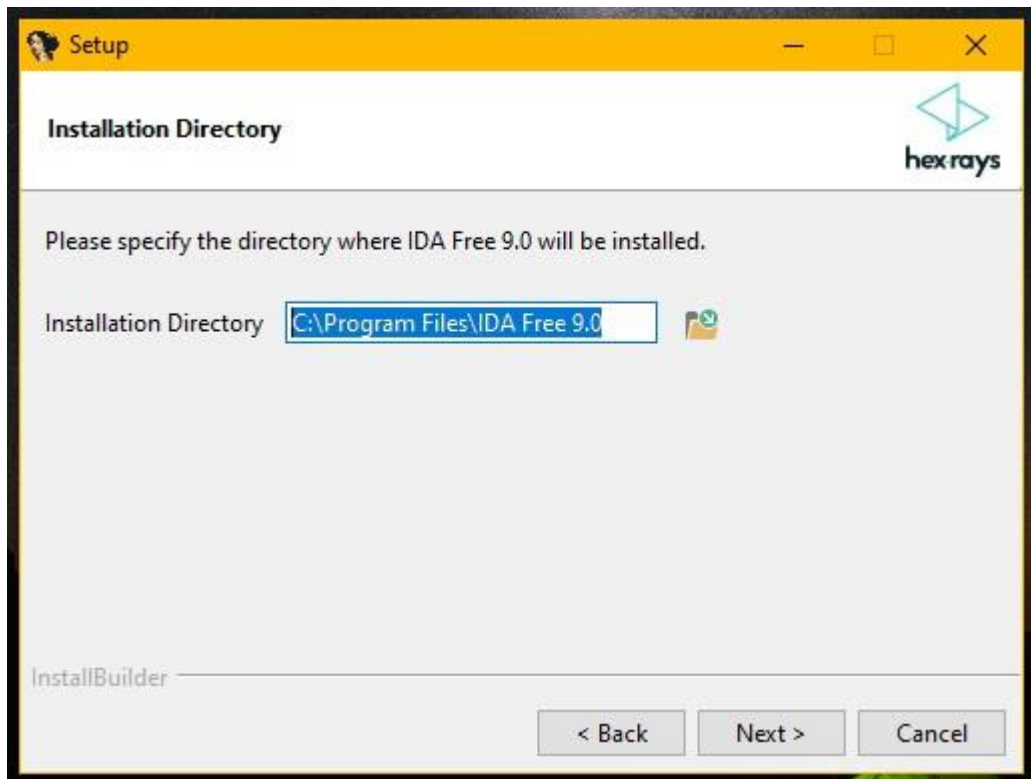 Setup
Installation Directory
hex-rays
Please specify the directory where IDA Free 9.0 will be installed.
Installation Directory C:\Program Files\IDA Free 9.0
InstallBuilder
< Back Next > Cancel